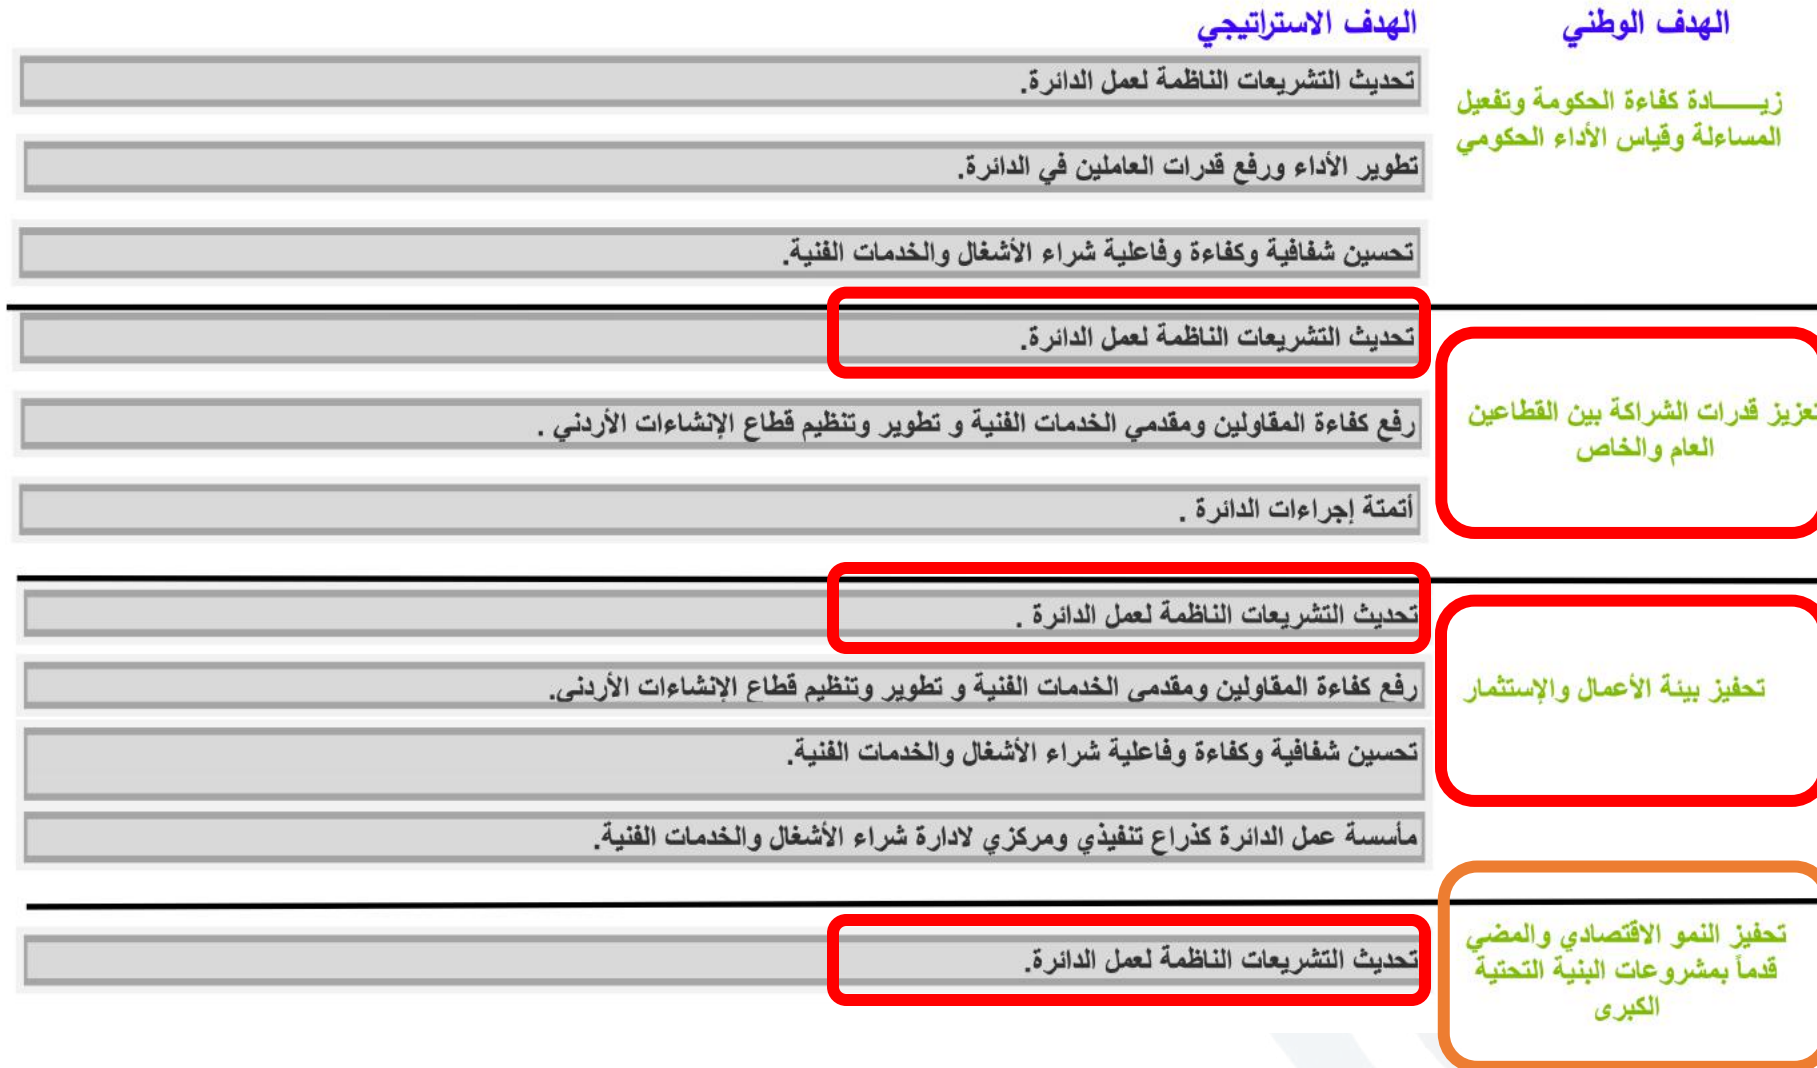 الهدف الوطني
الهدف الاستراتيجي
زيـــــادة كفاءة الحكومة وتفعيل
المساءلة وقياس الأداء الحكومي
تحديث التشريعات الناظمة لعمل الدائرة.
تطوير الأداء ورفع قدرات العاملين في الدائرة.
تحسين شفافية وكفاءة وفاعلية شراء الأشغال والخدمات الفنية.
تعزيز قدرات الشراكة بين القطاعين
العام والخاص
تحديث التشريعات الناظمة لعمل الدائرة.
رفع كفاءة المقاولين ومقدمي الخدمات الفنية و تطوير وتنظيم قطاع الإنشاءات الأردني .
أتمتة إجراءات الدائرة .
تحفيز بيئة الأعمال والإستثمار
تحديث التشريعات الناظمة لعمل الدائرة .
رفع كفاءة المقاولين ومقدمي الخدمات الفنية و تطوير وتنظيم قطاع الإنشاءات الأردني.
تحسين شفافية وكفاءة وفاعلية شراء الأشغال والخدمات الفنية.
مأسسة عمل الدائرة كذراع تنفيذي ومركزي لادارة شراء الأشغال والخدمات الفنية.
تحفيز النمو الاقتصادي والمضي
قدماً بمشروعات البنية التحتية
الكبرى
تحديث التشريعات الناظمة لعمل الدائرة.